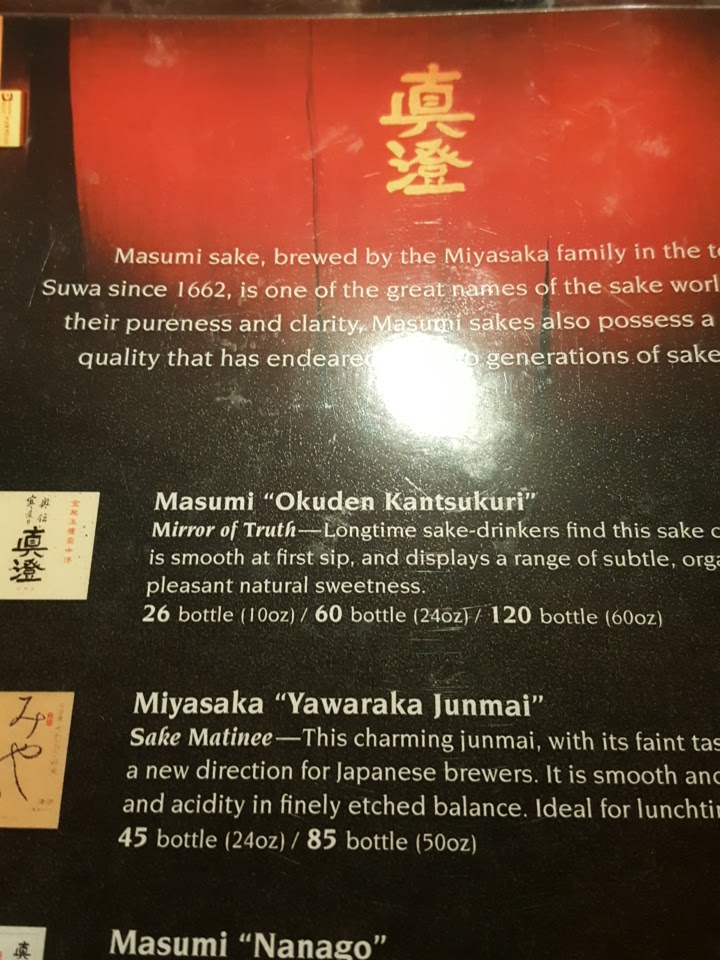 真
澄
Masumi sake, brewed by the Miyasaka family in the
Suwa since 1662, is one of the great names of the sake
their pureness and clarity, Masumi sakes also possess a
quality that has endeared generations of sake
真
澄
Masumi “Okuden Kantsukuri”
Mirror of Truth—Longtime sake-drinkers find this sake
is smooth at first sip, and displays a range of subtle,
pleasant natural sweetness.
26 bottle (10oz) / 60 bottle (24oz) / 120 bottle (60oz)
みや
Miyasaka “Yawaraka Junmai”
Sake Matinee—This charming junmai, with its faint
a new direction for Japanese brewers. It is smooth
and acidity in finely etched balance. Ideal for
45 bottle (24oz) / 85 bottle (50oz)
真
Masumi “Nanago”